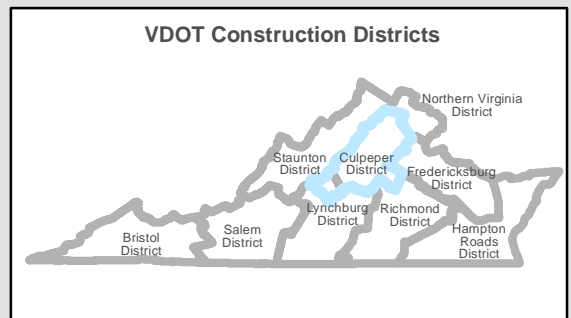 VDOT Construction Districts
Northern Virginia
District
Staunton
District
Culpeper
District
Fredericksburg
District
Lynchburg
District
Richmond
District
Hampton
Roads
District
Salem
District
Bristol
District